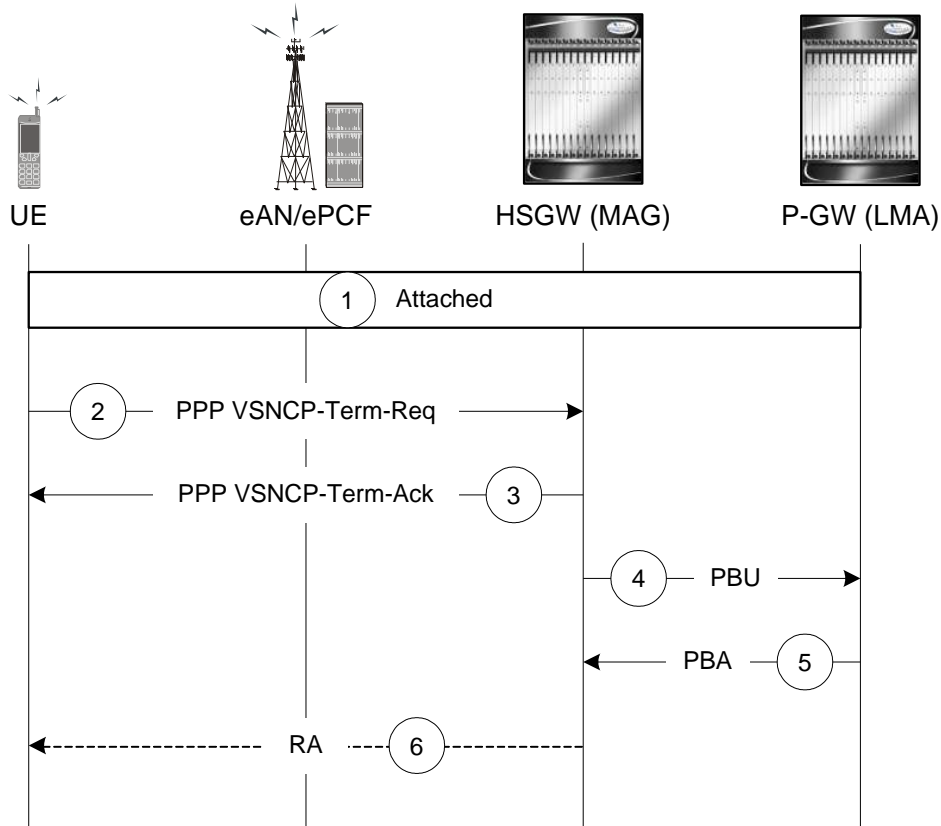 UE
eAN/ePCF
HSGW (MAG)
P-GW (LMA)
1 Attached
2 PPP VSNCP-Term-Req
PPP VSNCP-Term-Ack 3
4 PBU
PBA 5
RA 6